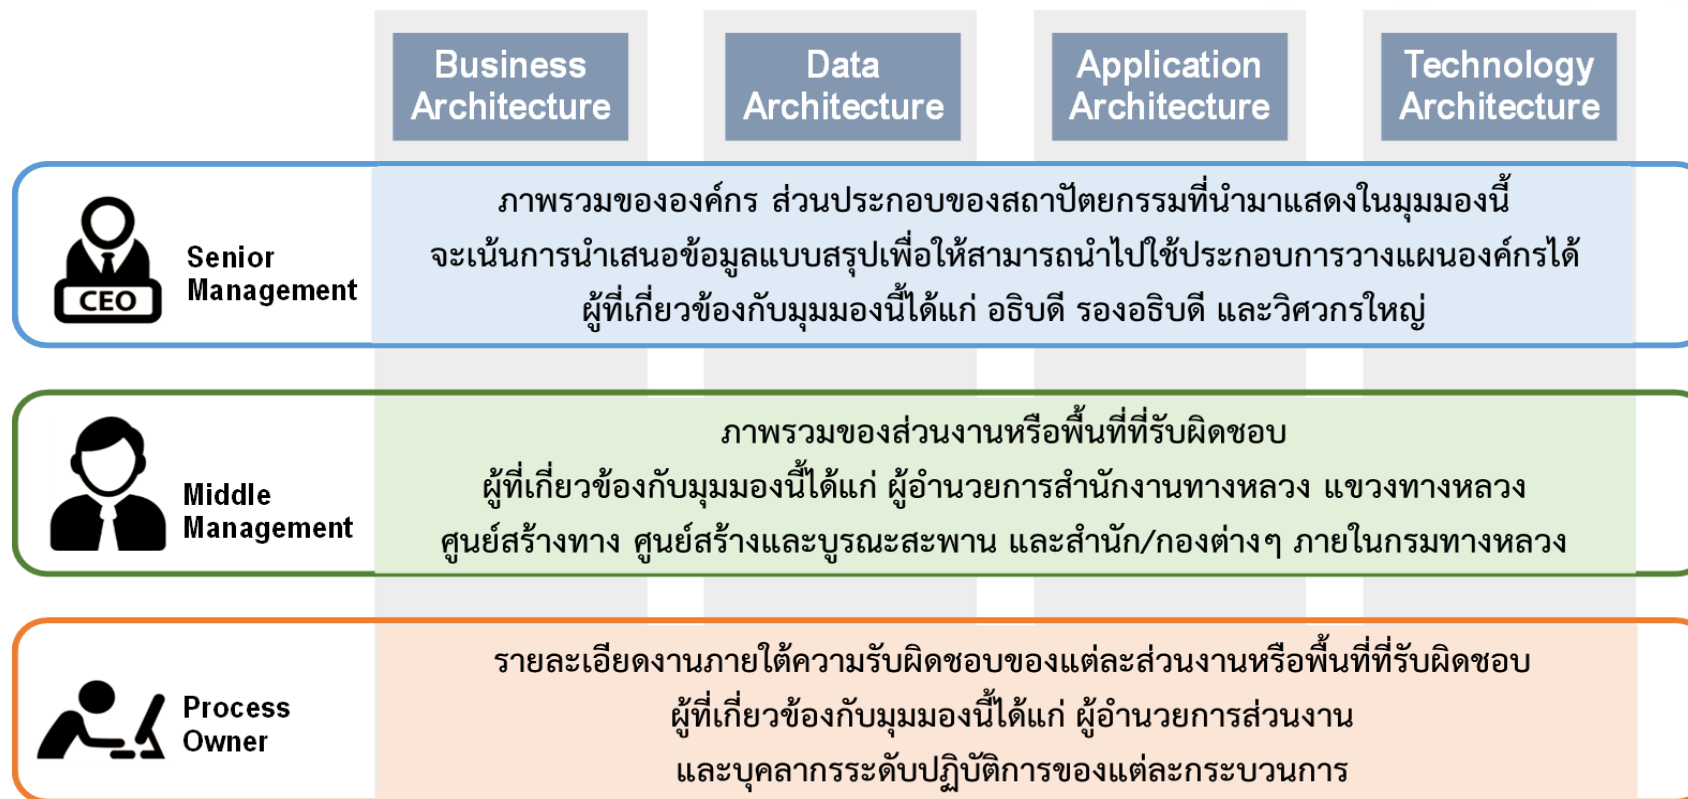 Business
Architecture
Data
Architecture
Application
Architecture
Technology
Architecture
CEO
Senior
Management
ภาพรวมขององค์กร ส่วนประกอบของสถาปัตยกรรมที่นำมาแสดงในมุมมองนี้
จะเน้นการนำเสนอข้อมูลแบบสรุปเพื่อให้สามารถนำไปใช้ประกอบการวางแผนองค์กรได้
ผู้ที่เกี่ยวข้องกับมุมมองนี้ได้แก่ อธิบดี รองอธิบดี และวิศวกรใหญ่
Middle
Management
ภาพรวมของส่วนงานหรือพื้นที่ที่รับผิดชอบ
ผู้ที่เกี่ยวข้องกับมุมมองนี้ได้แก่ ผู้อำนวยการสำนักงานทางหลวง แขวงทางหลวง
ศูนย์สร้างทาง ศูนย์สร้างและบูรณะสะพาน และสำนัก/กองต่างๆ ภายในกรมทางหลวง
Process
Owner
รายละเอียดงานภายใต้ความรับผิดชอบของแต่ละส่วนงานหรือพื้นที่ที่รับผิดชอบ
ผู้ที่เกี่ยวข้องกับมุมมองนี้ได้แก่ ผู้อำนวยการส่วนงาน
และบุคลากรระดับปฏิบัติการของแต่ละกระบวนการ